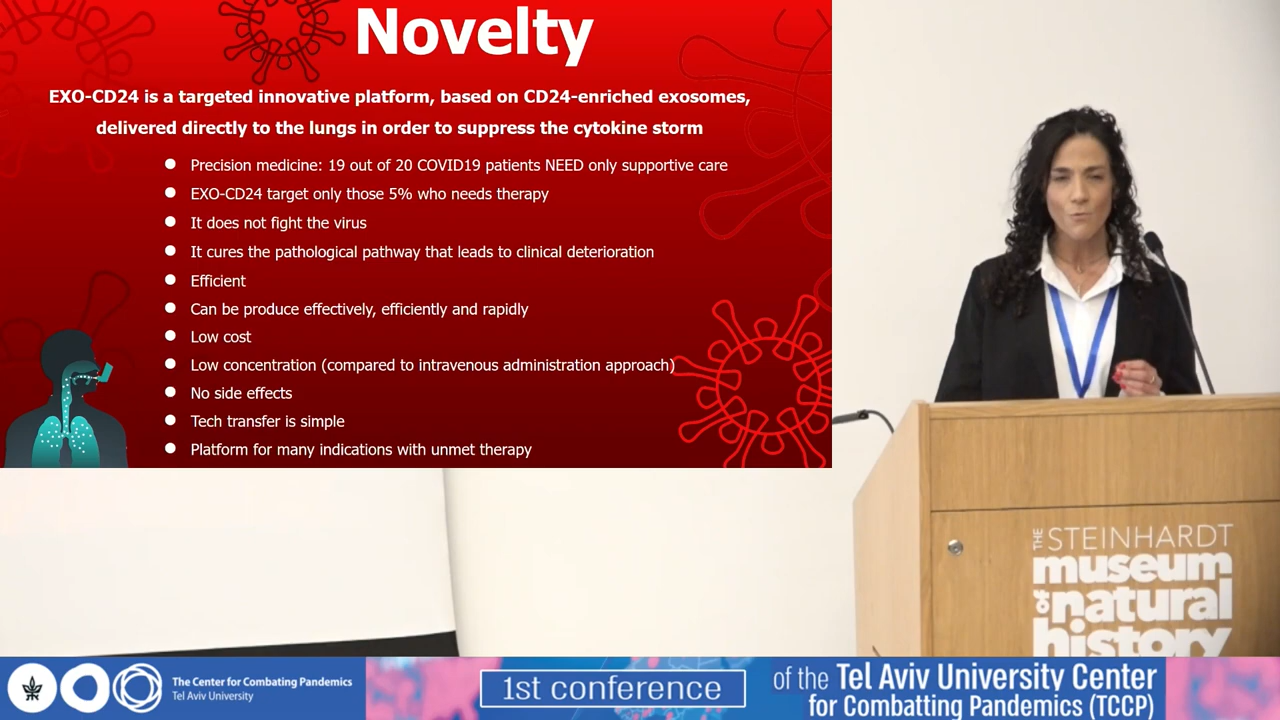 Novelty
EXO-CD24 is a targeted innovative platform, based on CD24-enriched exosomes,
delivered directly to the lungs in order to suppress the cytokine storm
Precision medicine: 19 out of 20 COVID19 patients NEED only supportive care
EXO-CD24 target only those 5% who needs therapy
It does not fight the virus
It cures the pathological pathway that leads to clinical deterioration
Efficient
Can be produce effectively, efficiently and rapidly
Low cost
Low concentration (compared to intravenous administration approach)
No side effects
Tech transfer is simple
Platform for many indications with unmet therapy
THE STEINHARDT
museum
of natural
history
The Center for Combating Pandemics
Tel Aviv University
1st conference
of the Tel Aviv University Center
for Combatting Pandemics (TCCP)